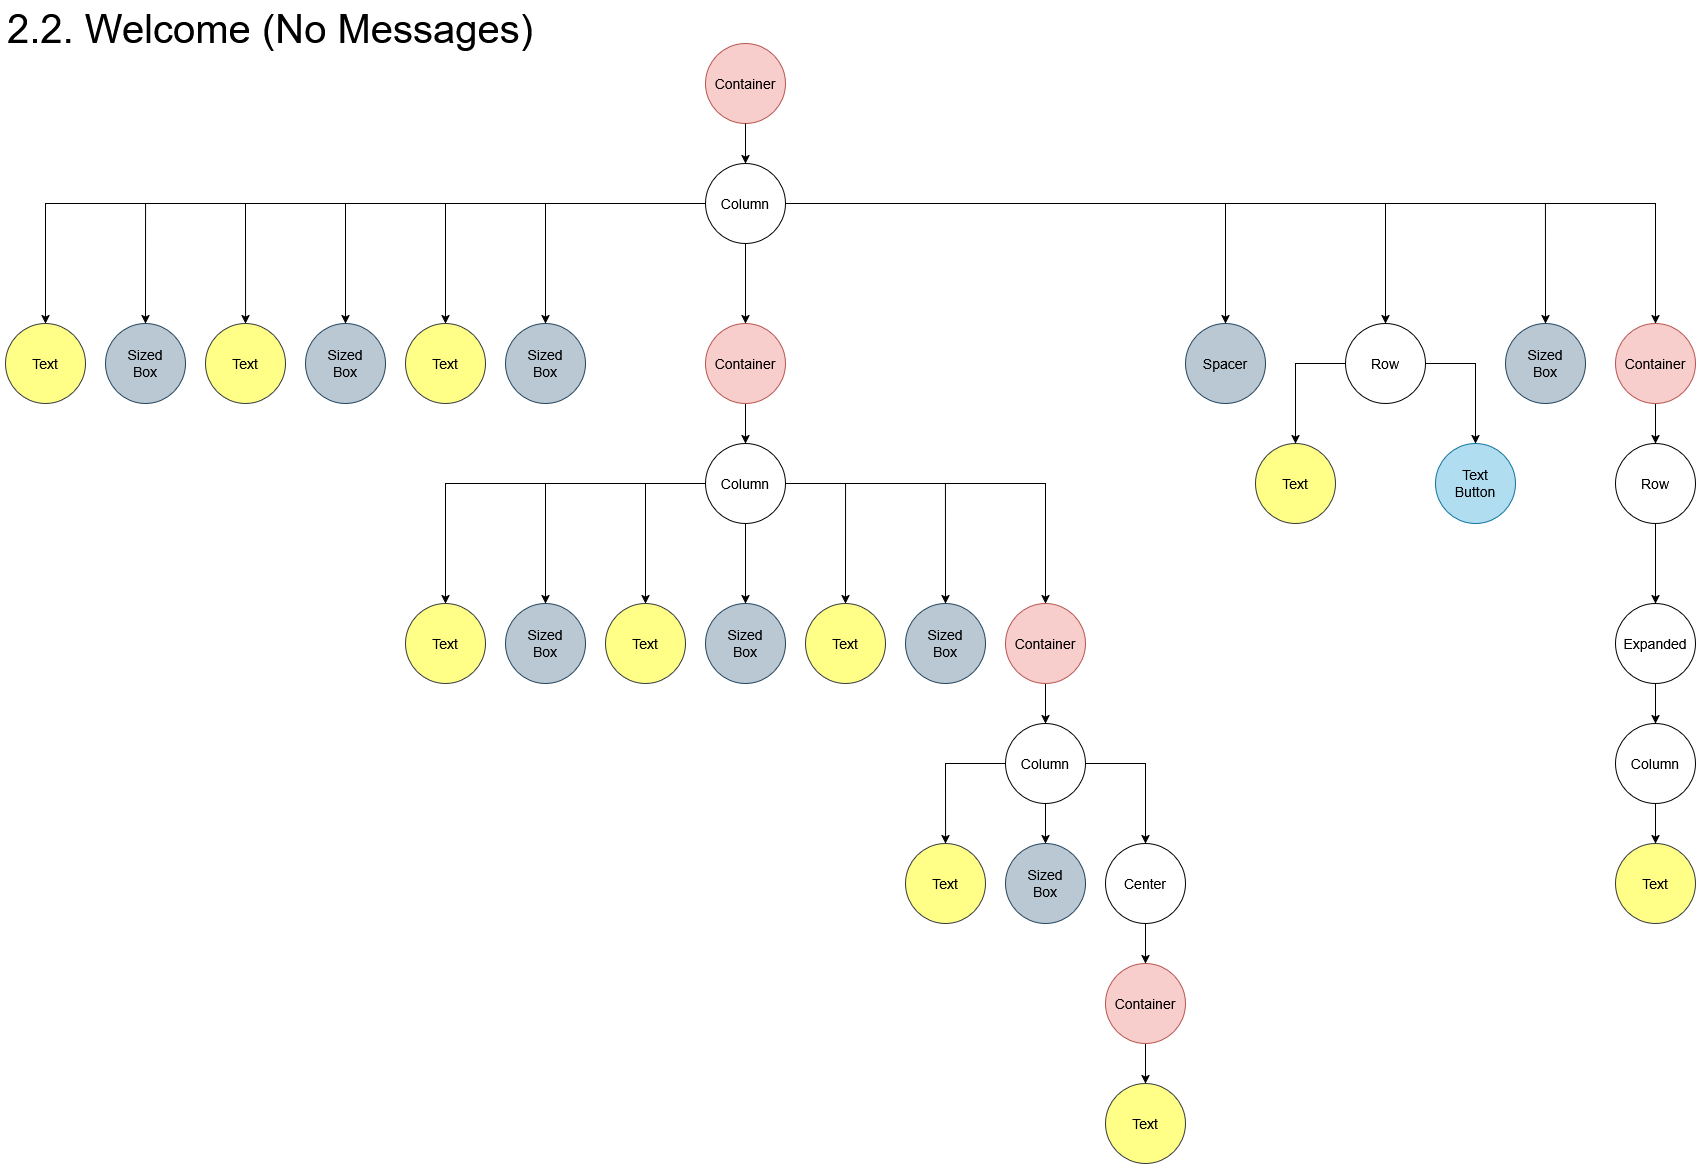 2.2. Welcome (No Messages)
Container
Column
Text
Sized
Box
Text
Sized
Box
Text
Sized
Box
Container
Spacer
Row
Sized
Box
Container
Column
Text
Text
Button
Row
Text
Sized
Box
Text
Sized
Box
Text
Sized
Box
Container
Expanded
Column
Column
Text
Sized
Box
Center
Text
Container
Text